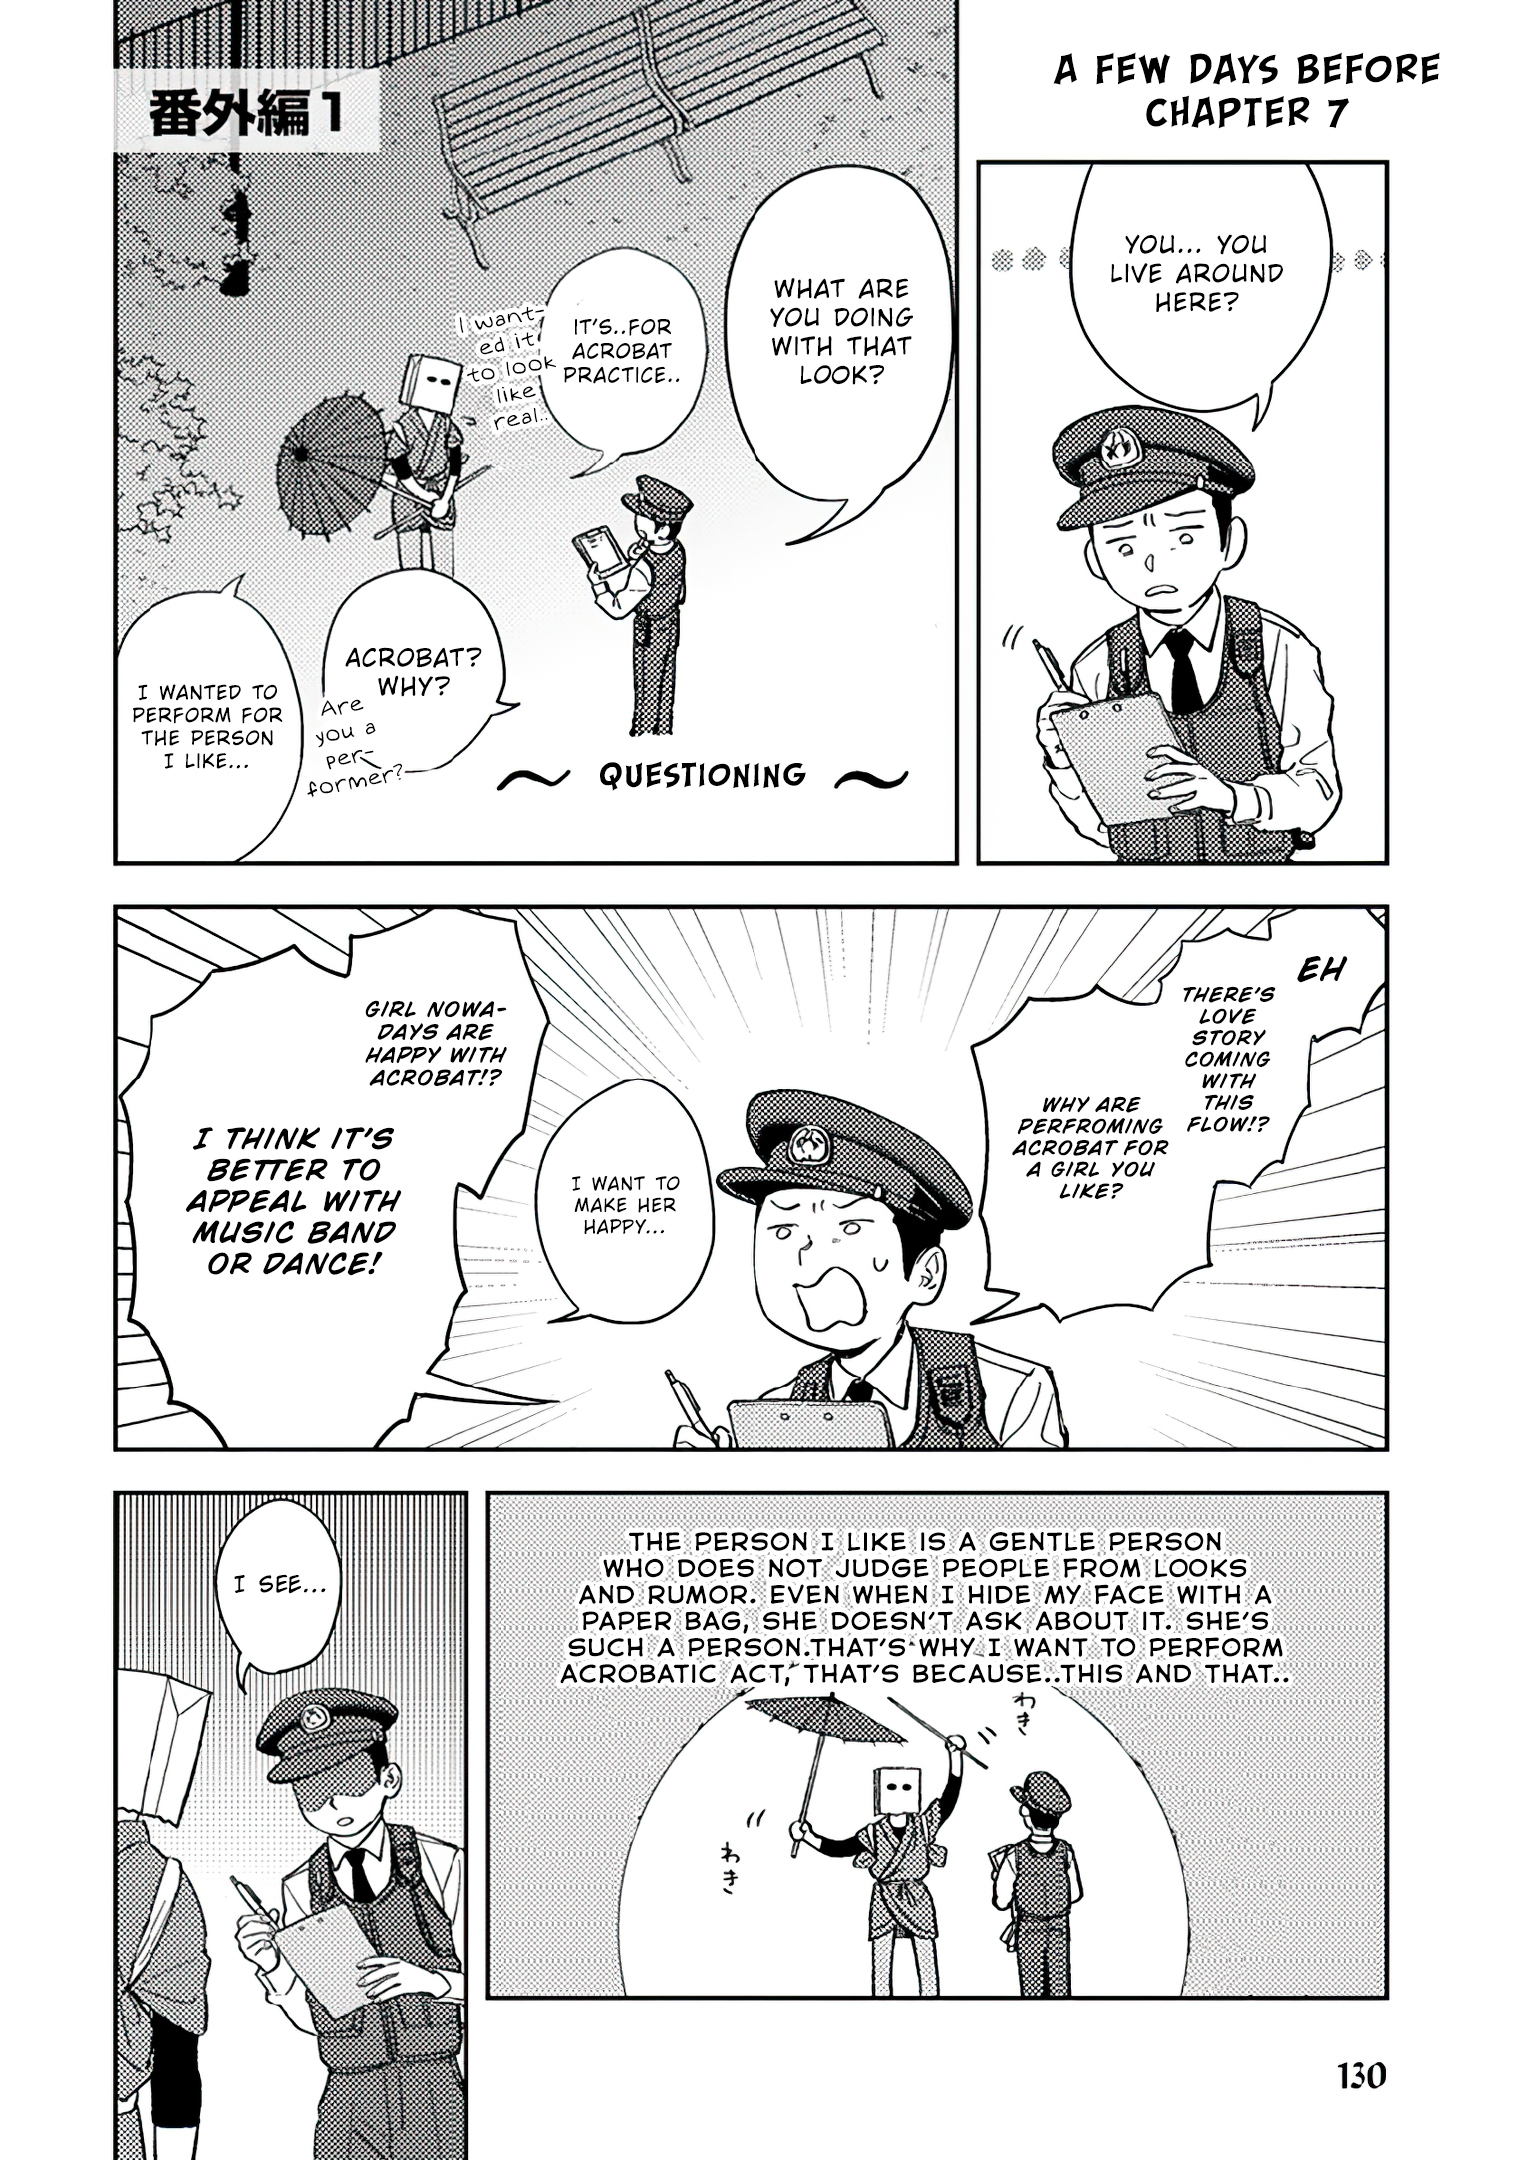 A FEW DAYS BEFORE
CHAPTER 7
YOU... YOU
LIVE AROUND
HERE?
番外編1
WHAT ARE
YOU DOING
WITH THAT
LOOK?
IT'S..FOR
ACROBAT
PRACTICE..
I want-
ed it
to look
like
real..
ACROBAT?
WHY?
Are
you a
per-
former?
I WANTED TO
PERFORM FOR
THE PERSON
I LIKE...
～ QUESTIONING ～
EH
THERE'S
LOVE
STORY
COMING
WITH
THIS
FLOW!?
WHY ARE
PERFROMING
ACROBAT FOR
A GIRL YOU
LIKE?
I WANT TO
MAKE HER
HAPPY...
GIRL NOWA-
DAYS ARE
HAPPY WITH
ACROBAT!?
I THINK IT'S
BETTER TO
APPEAL WITH
MUSIC BAND
OR DANCE!
THE PERSON I LIKE IS A GENTLE PERSON
WHO DOES NOT JUDGE PEOPLE FROM LOOKS
AND RUMOR. EVEN WHEN I HIDE MY FACE WITH A
PAPER BAG, SHE DOESN'T ASK ABOUT IT. SHE'S
SUCH A PERSON.THAT'S WHY I WANT TO PERFORM
ACROBATIC ACT, THAT'S BECAUSE..THIS AND THAT..
わき
わき
I SEE...
130